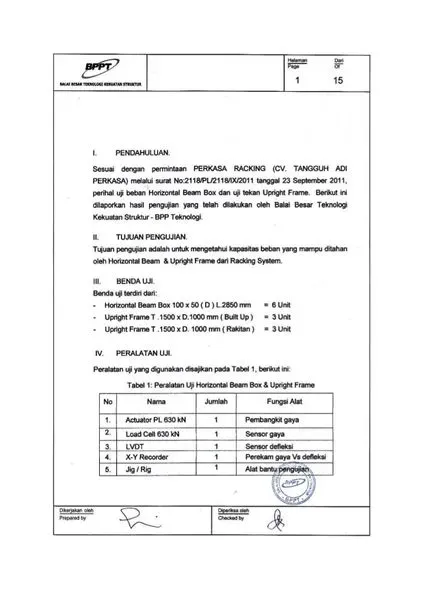 BPPT
BALAI BESAR TEKNOLOGI KEKUATAN STRUKTUR
Halaman Dari
Page Of
1 15
I. PENDAHULUAN.
Sesuai dengan permintaan PERKASA RACKING (CV. TANGGUH ADI
PERKASA) melalui surat No:2118/PL/2118/IX/2011 tanggal 23 September 2011,
perihal uji beban Horizontal Beam Box dan uji tekan Upright Frame. Berikut ini
dilaporkan hasil pengujian yang telah dilakukan oleh Balai Besar Teknologi
Kekuatan Struktur - BPP Teknologi.
II. TUJUAN PENGUJIAN.
Tujuan pengujian adalah untuk mengetahui kapasitas beban yang mampu ditahan
oleh Horizontal Beam & Upright Frame dari Racking System.
III. BENDA UJI.
Benda uji terdiri dari:
- Horizontal Beam Box 100 x 50 ( D ) L.2850 mm = 6 Unit
- Upright Frame T .1500 x D.1000 mm ( Built Up ) = 3 Unit
- Upright Frame T .1500 x D. 1000 mm ( Rakitan ) = 3 Unit
IV. PERALATAN UJI.
Peralatan uji yang digunakan disajikan pada Tabel 1, berikut ini:
Tabel 1: Peralatan Uji Horizontal Beam Box & Upright Frame
No Nama Jumlah Fungsi Alat
1. Actuator PL 630 kN 1 Pembangkit gaya
2. Load Cell 630 kN 1 Sensor gaya
3. LVDT 1 Sensor defleksi
4. X-Y Recorder 1 Perekam gaya Vs defleksi
5. Jig / Rig 1 Alat bantu pengujian
BPPT
Dikerjakan oleh Diperiksa oleh
Prepared by Checked by